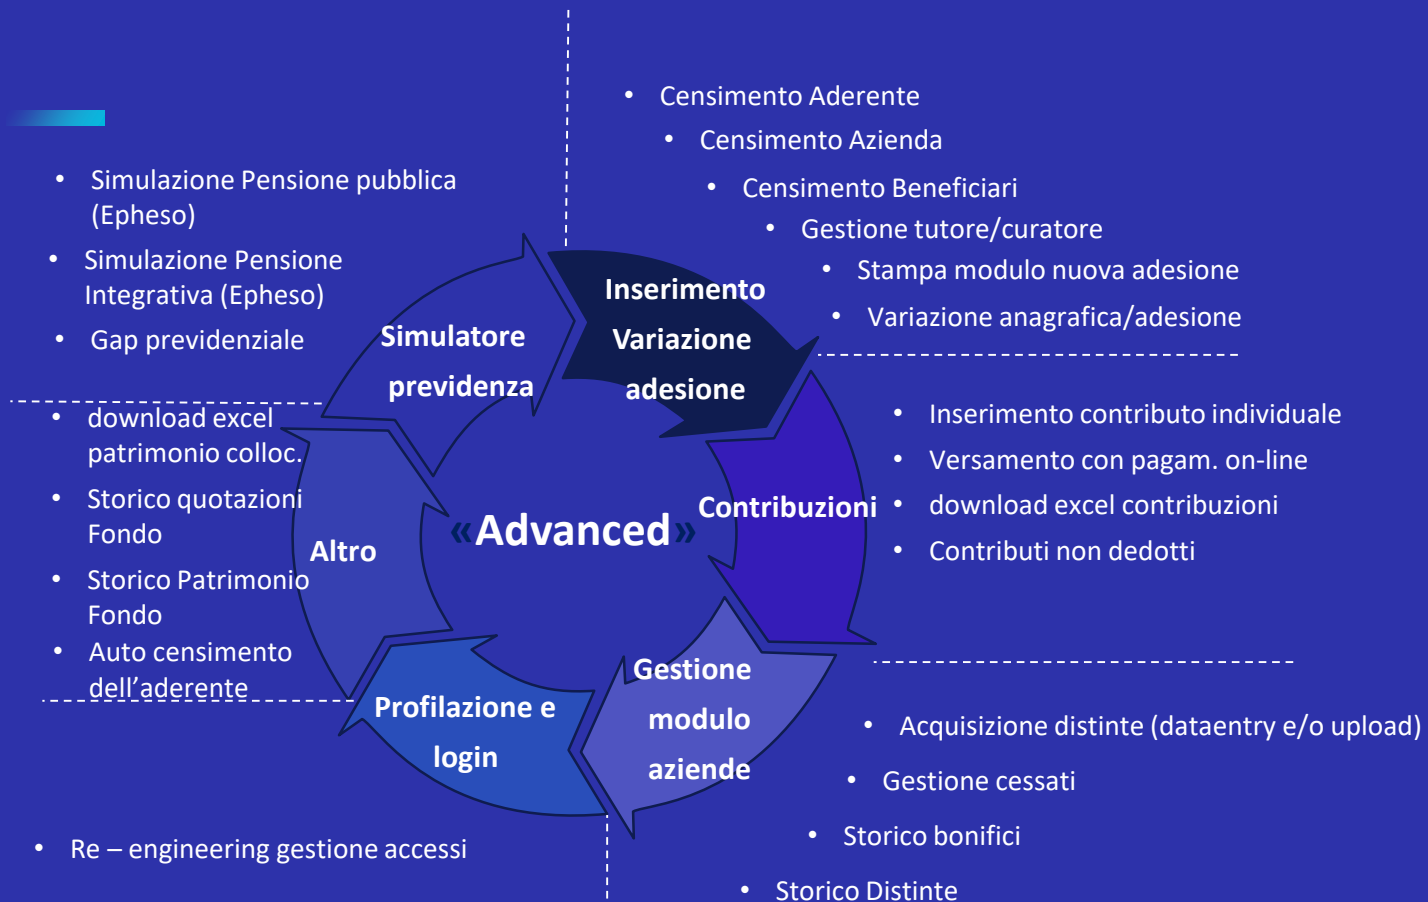 • Censimento Aderente
• Censimento Azienda
• Censimento Beneficiari
• Gestione tutore/curatore
• Stampa modulo nuova adesione
• Variazione anagrafica/adesione
• Simulazione Pensione pubblica
(Epheso)
• Simulazione Pensione
Integrativa (Epheso)
• Gap previdenziale
Simulatore
previdenza
Inserimento
Variazione
adesione
• download excel
patrimonio colloc.
• Storico quotazioni
Fondo
• Storico Patrimonio
Fondo
• Auto censimento
dell’aderente
Altro
«Advanced»
Contribuzioni
• Inserimento contributo individuale
• Versamento con pagam. on-line
• download excel contribuzioni
• Contributi non dedotti
Profilazione e
login
Gestione
modulo
aziende
• Acquisizione distinte (dataentry e/o upload)
• Gestione cessati
• Storico bonifici
• Storico Distinte
• Re – engineering gestione accessi